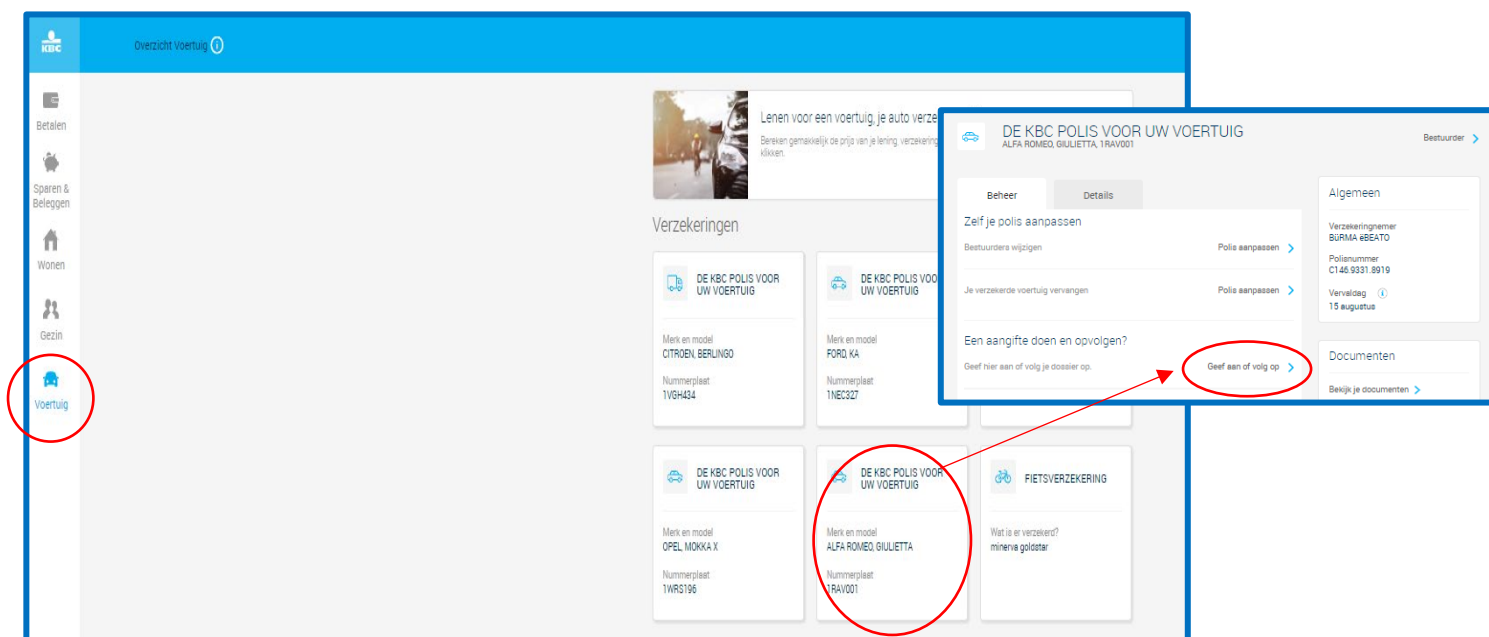 KBC
Overzicht Voertuig
Betalen
Sparen &
Beleggen
Wonen
Gezin
Voertuig
Lenen voor een voertuig, je auto verze
Bereken gemakkelijk de prijs van je lening, verzekering
klikken.
Verzekeringen
DE KBC POLIS VOOR
UW VOERTUIG
Merk en model
CITROEN, BERLINGO
Nummerplaat
1VGH434
DE KBC POLIS VOO
UW VOERTUIG
Merk en model
FORD, KA
Nummerplaat
1NEC327
DE KBC POLIS VOOR
UW VOERTUIG
Merk en model
OPEL, MOKKA X
Nummerplaat
1WRS196
DE KBC POLIS VOOR
UW VOERTUIG
Merk en model
ALFA ROMEO, GIULIETTA
Nummerplaat
1RAV001
FIETSVERZEKERING
Wat is er verzekerd?
minerva goldstar
DE KBC POLIS VOOR UW VOERTUIG
ALFA ROMEO, GIULIETTA, 1RAV001
Bestuurder
Beheer
Details
Zelf je polis aanpassen
Bestuurders wijzigen
Polis aanpassen
Je verzekerde voertuig vervangen
Polis aanpassen
Een aangifte doen en opvolgen?
Geef hier aan of volg je dossier op.
Geef aan of volg op
Algemeen
Verzekeringnemer
BüRMA ëBEATO
Polisnummer
C146.9331.8919
Vervaldag
15 augustus
Documenten
Bekijk je documenten